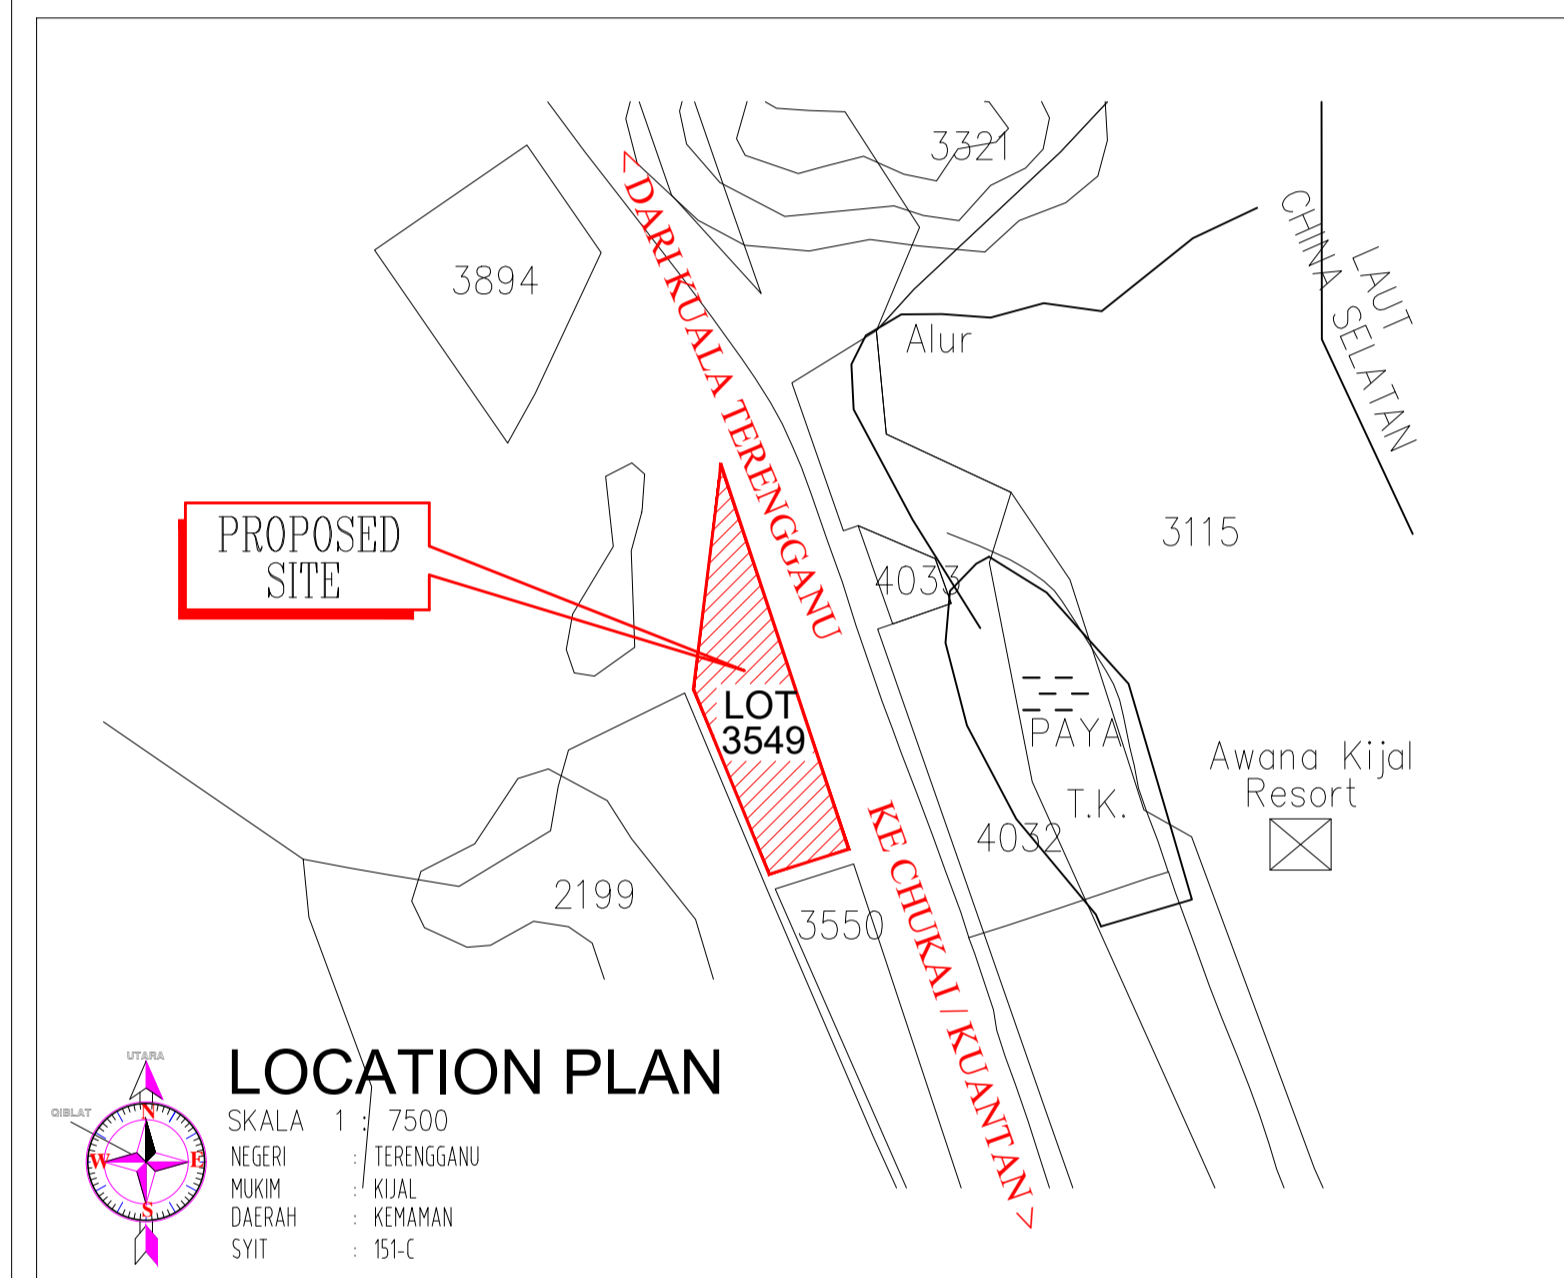 3321
< DARI KUALA TERENGGANU
CHINA SELATAN
LAUT
3894
Alur
PROPOSED
SITE
3115
4033
LOT
3549
PAYA
T.K.
Awana Kijal
Resort
4032
KE CHUKAI / KUANTAN >
2199
3550
UTARA
QIBLAT
N
W
E
S
LOCATION PLAN
SKALA 1 : 7500
NEGERI : TERENGGANU
MUKIM : KIJAL
DAERAH : KEMAMAN
SYIT : 151-C